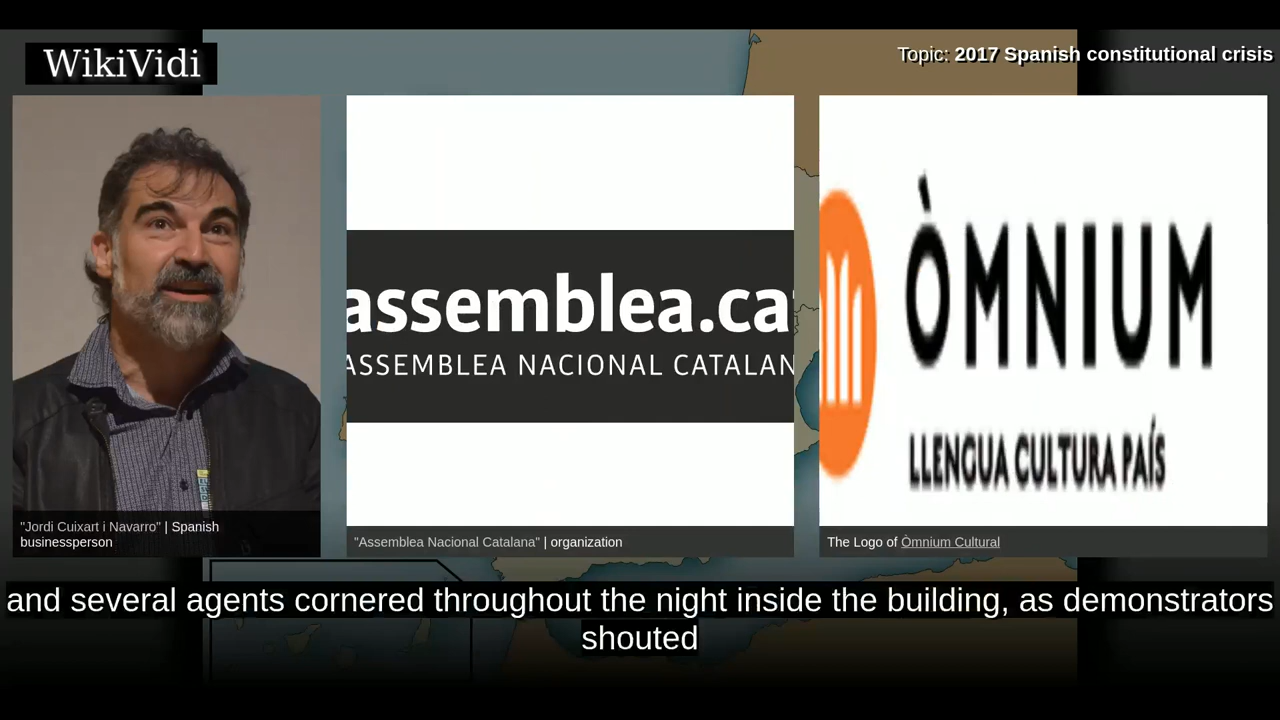 WikiVidi
Topic: 2017 Spanish constitutional crisis
assemblea.ca
ASSEMBLEA NACIONAL CATALAN
ÒMNIUM
LLENGUA CULTURA PAÍS
"Jordi Cuixart i Navarro" | Spanish
businessperson
"Assemblea Nacional Catalana" | organization
The Logo of Òmnium Cultural
and several agents cornered throughout the night inside the building, as demonstrators
shouted